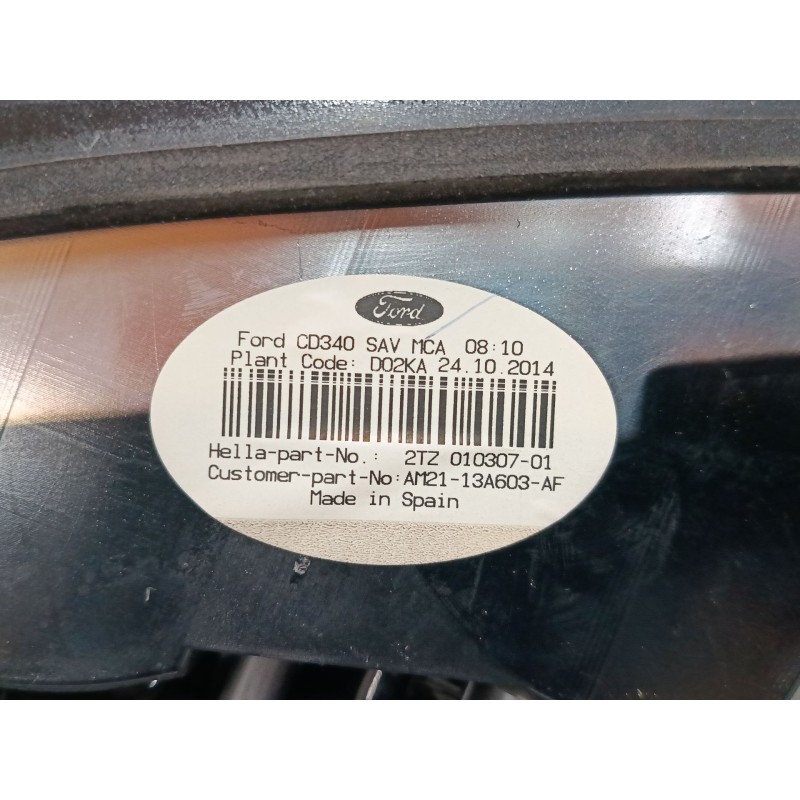 Ford
Ford CD340 SAV MCA 08:10
Plant Code: D02KA 24.10.2014
Hella-part-No.: 2TZ 010307-01
Customer-part-No: AM21-13A603-AF
Made in Spain